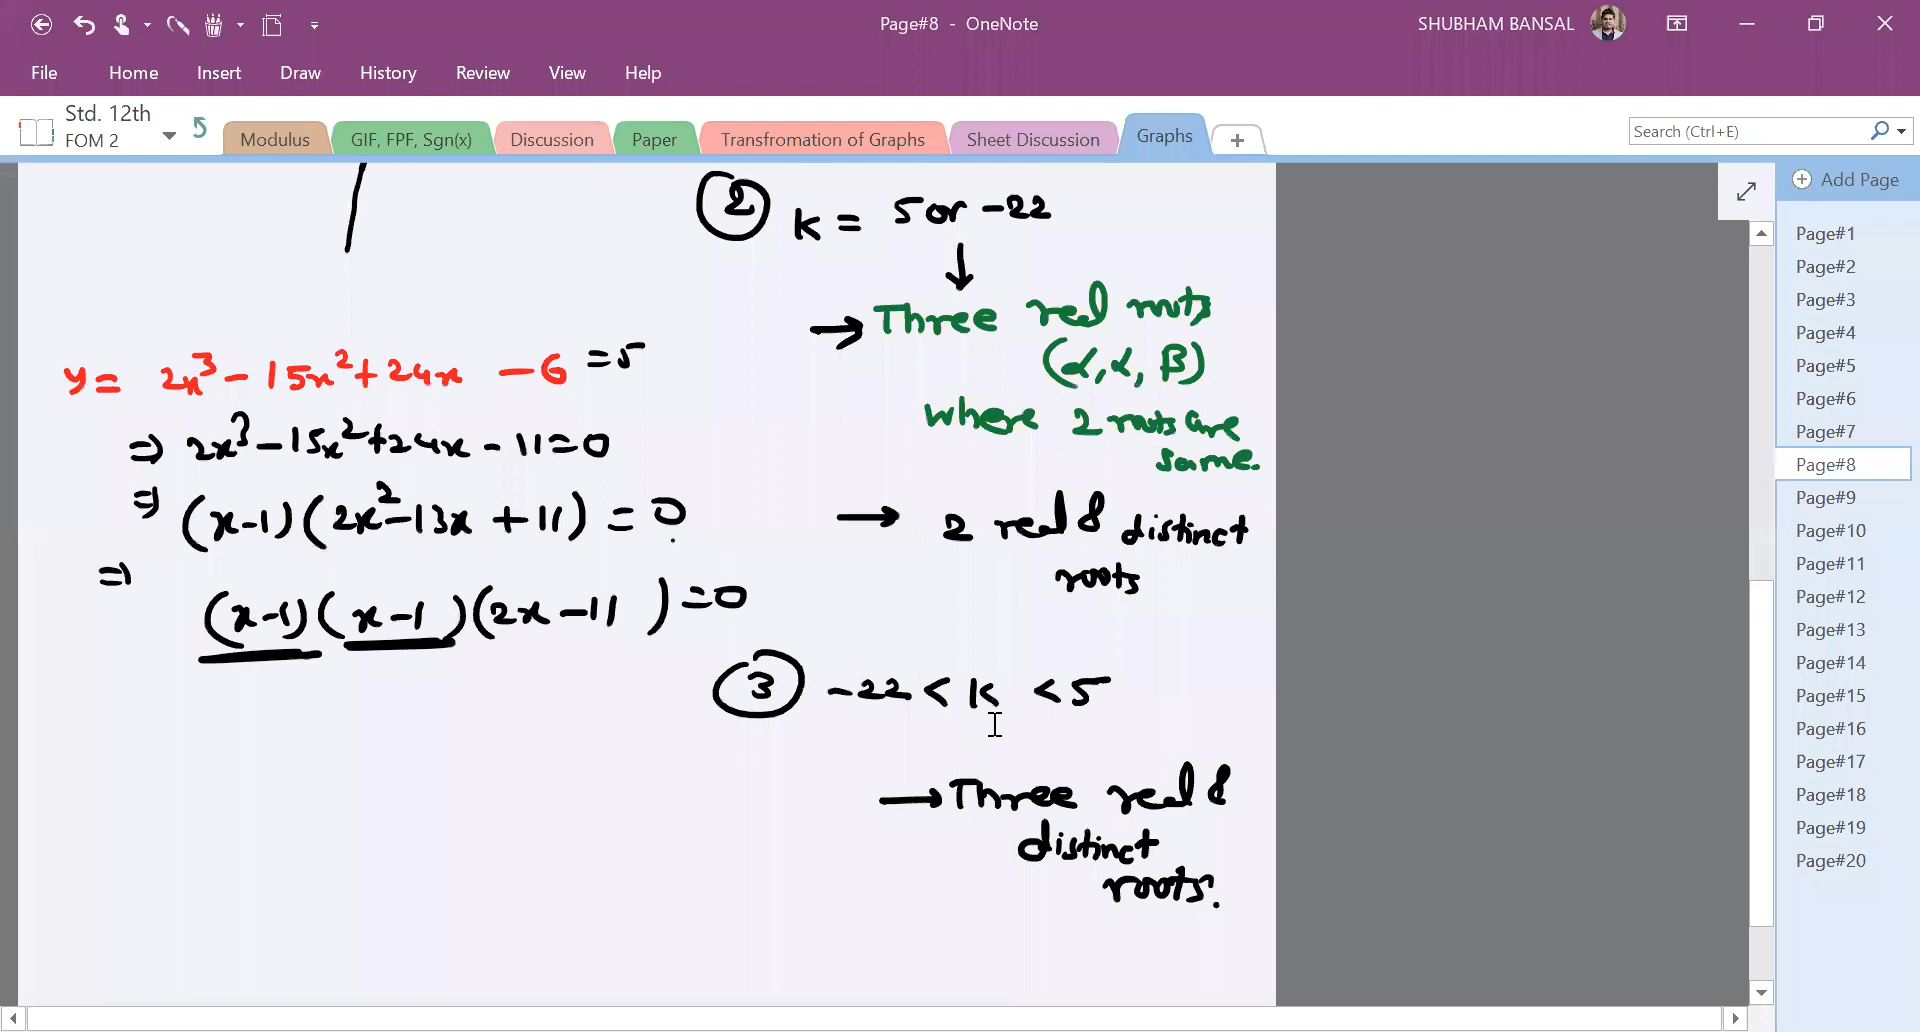 Page#8 - OneNote
SHUBHAM BANSAL
File Home Insert Draw History Review View Help
Std. 12th
FOM 2
Modulus
GIF, FPF, Sgn(x)
Discussion
Paper
Transfromation of Graphs
Sheet Discussion
Graphs
+
Search (Ctrl+E)
y = 2x³ - 15x² + 24x - 6 = 5
⇒ 2x³ - 15x² + 24x - 11 = 0
⇒ (x-1)(2x² - 13x + 11) = 0
⇒ (x-1)(x-1)(2x-11) = 0
② K = 5 or -22
↓
→ Three real roots
(α, α, β)
where 2 roots are
same.
→ 2 real & distinct
roots
③ -22 < K < 5
→ Three real &
distinct
roots.
Add Page
Page#1
Page#2
Page#3
Page#4
Page#5
Page#6
Page#7
Page#8
Page#9
Page#10
Page#11
Page#12
Page#13
Page#14
Page#15
Page#16
Page#17
Page#18
Page#19
Page#20